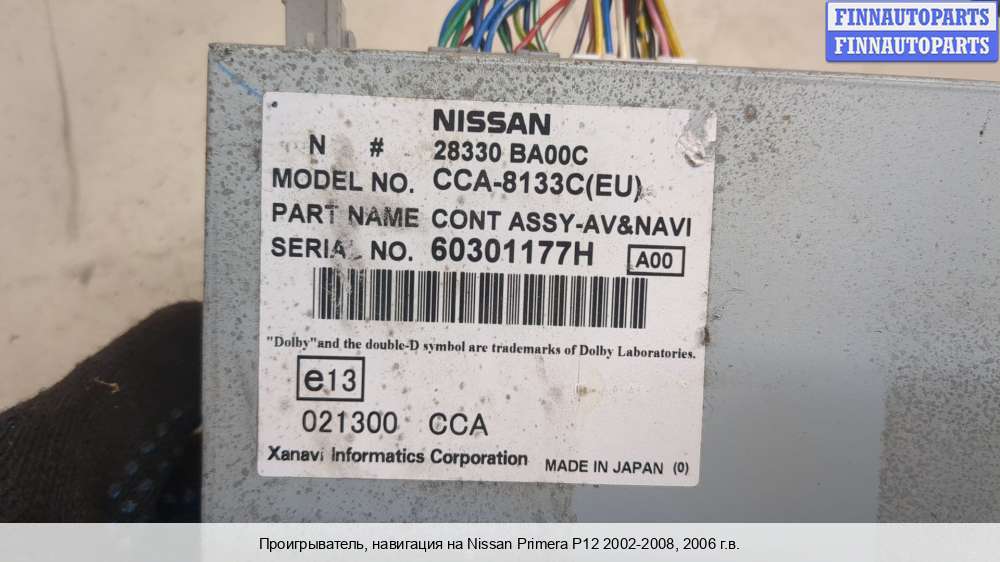 FINNAUTOPARTS
FINNAUTOPARTS
NISSAN
N # 28330 BA00C
MODEL NO. CCA-8133C(EU)
PART NAME CONT ASSY-AV&NAVI
SERIAL NO. 60301177H A00
"Dolby"and the double-D symbol are trademarks of Dolby Laboratories.
e13
021300 CCA
Xanavi Informatics Corporation MADE IN JAPAN (0)
Проигрыватель, навигация на Nissan Primera P12 2002-2008, 2006 г.в.